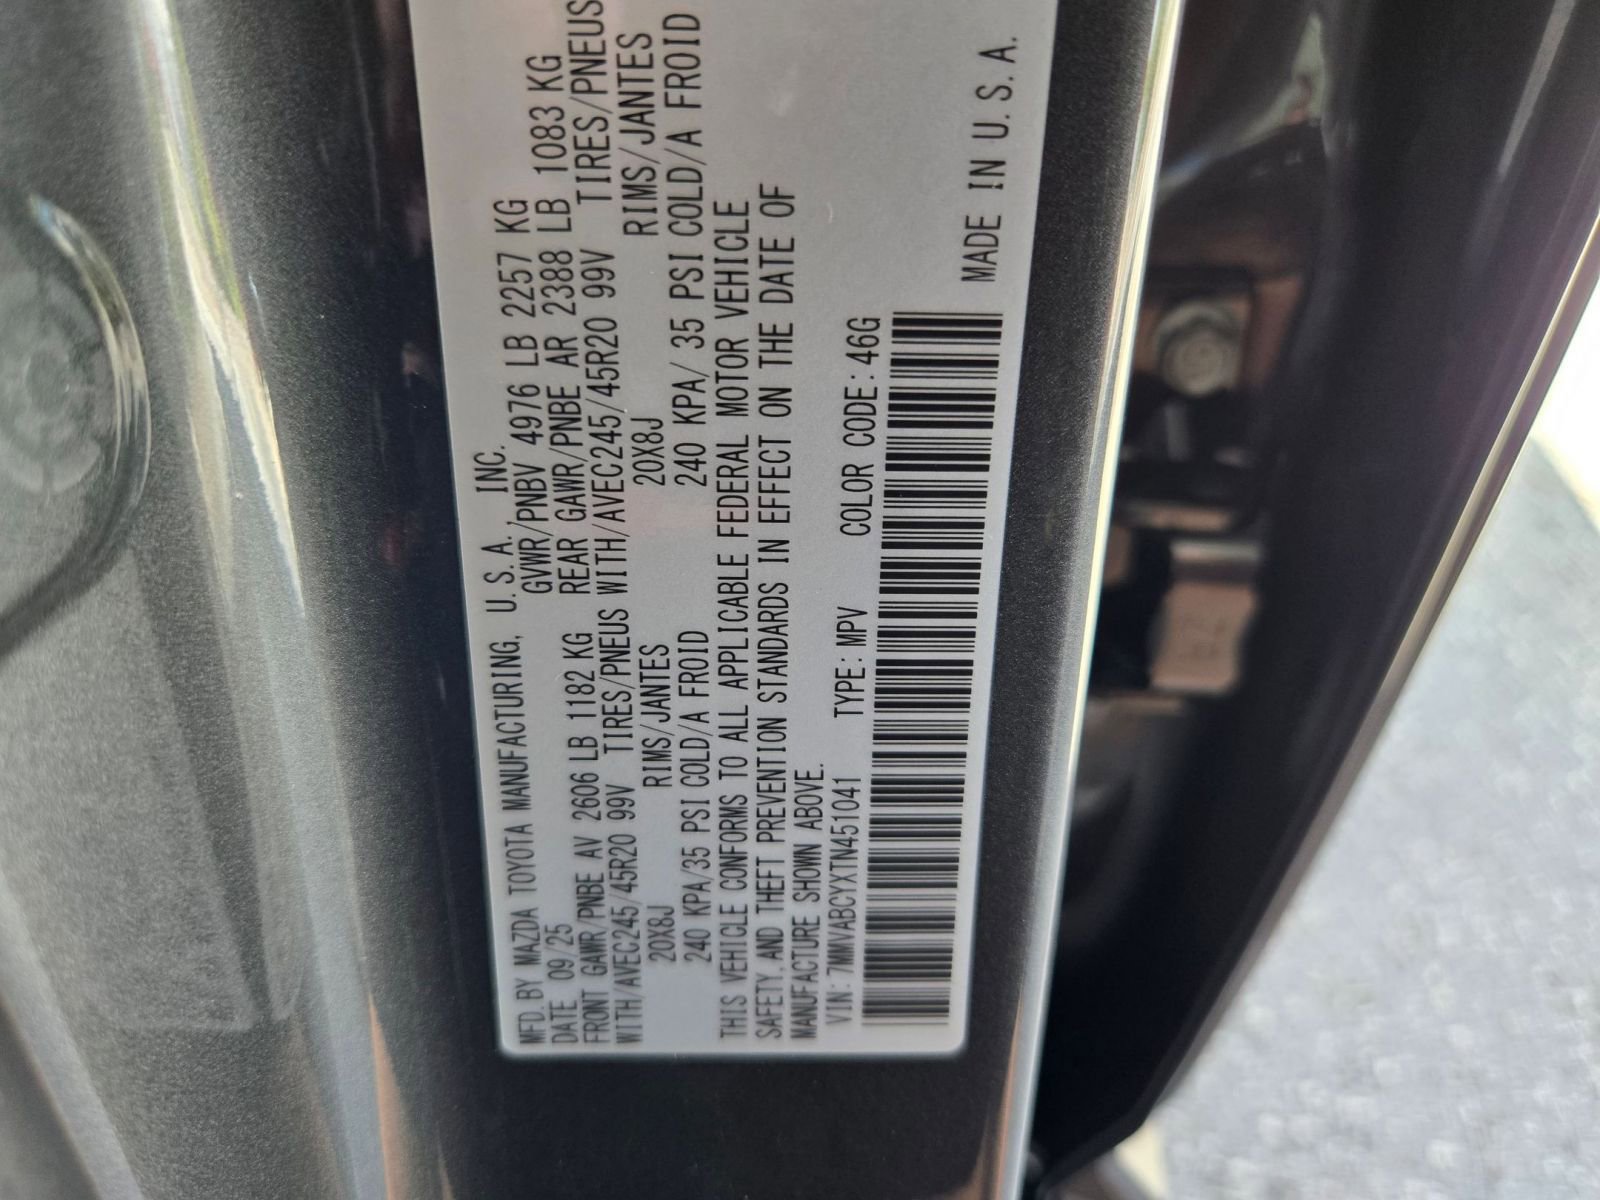 MFD. BY MAZDA TOYOTA MANUFACTURING, U.S.A., INC.
DATE 09/25 GVWR/PNBV 4976 LB 2257 KG
FRONT GAWR/PNBE AV 2606 LB 1182 KG REAR GAWR/PNBE AR 2388 LB 1083 KG
WITH/AVEC245/45R20 99V TIRES/PNEUS WITH/AVEC245/45R20 99V TIRES/PNEUS
20X8J RIMS/JANTES 20X8J RIMS/JANTES
240 KPA/35 PSI COLD/A FROID 240 KPA/ 35 PSI COLD/A FROID
THIS VEHICLE CONFORMS TO ALL APPLICABLE FEDERAL MOTOR VEHICLE
SAFETY, AND THEFT PREVENTION STANDARDS IN EFFECT ON THE DATE OF
MANUFACTURE SHOWN ABOVE.
VIN: 7MMVABCYXTN451041 TYPE: MPV COLOR CODE: 46G
MADE IN U.S.A.